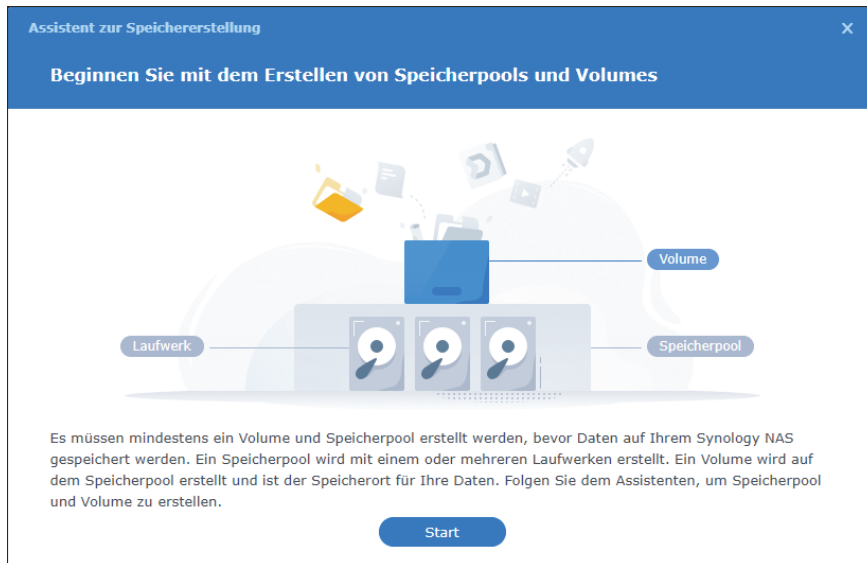 Assistent zur Speichererstellung
Beginnen Sie mit dem Erstellen von Speicherpools und Volumes
Volume
Laufwerk
Speicherpool
Es müssen mindestens ein Volume und Speicherpool erstellt werden, bevor Daten auf Ihrem Synology NAS
gespeichert werden. Ein Speicherpool wird mit einem oder mehreren Laufwerken erstellt. Ein Volume wird auf
dem Speicherpool erstellt und ist der Speicherort für Ihre Daten. Folgen Sie dem Assistenten, um Speicherpool
und Volume zu erstellen.
Start